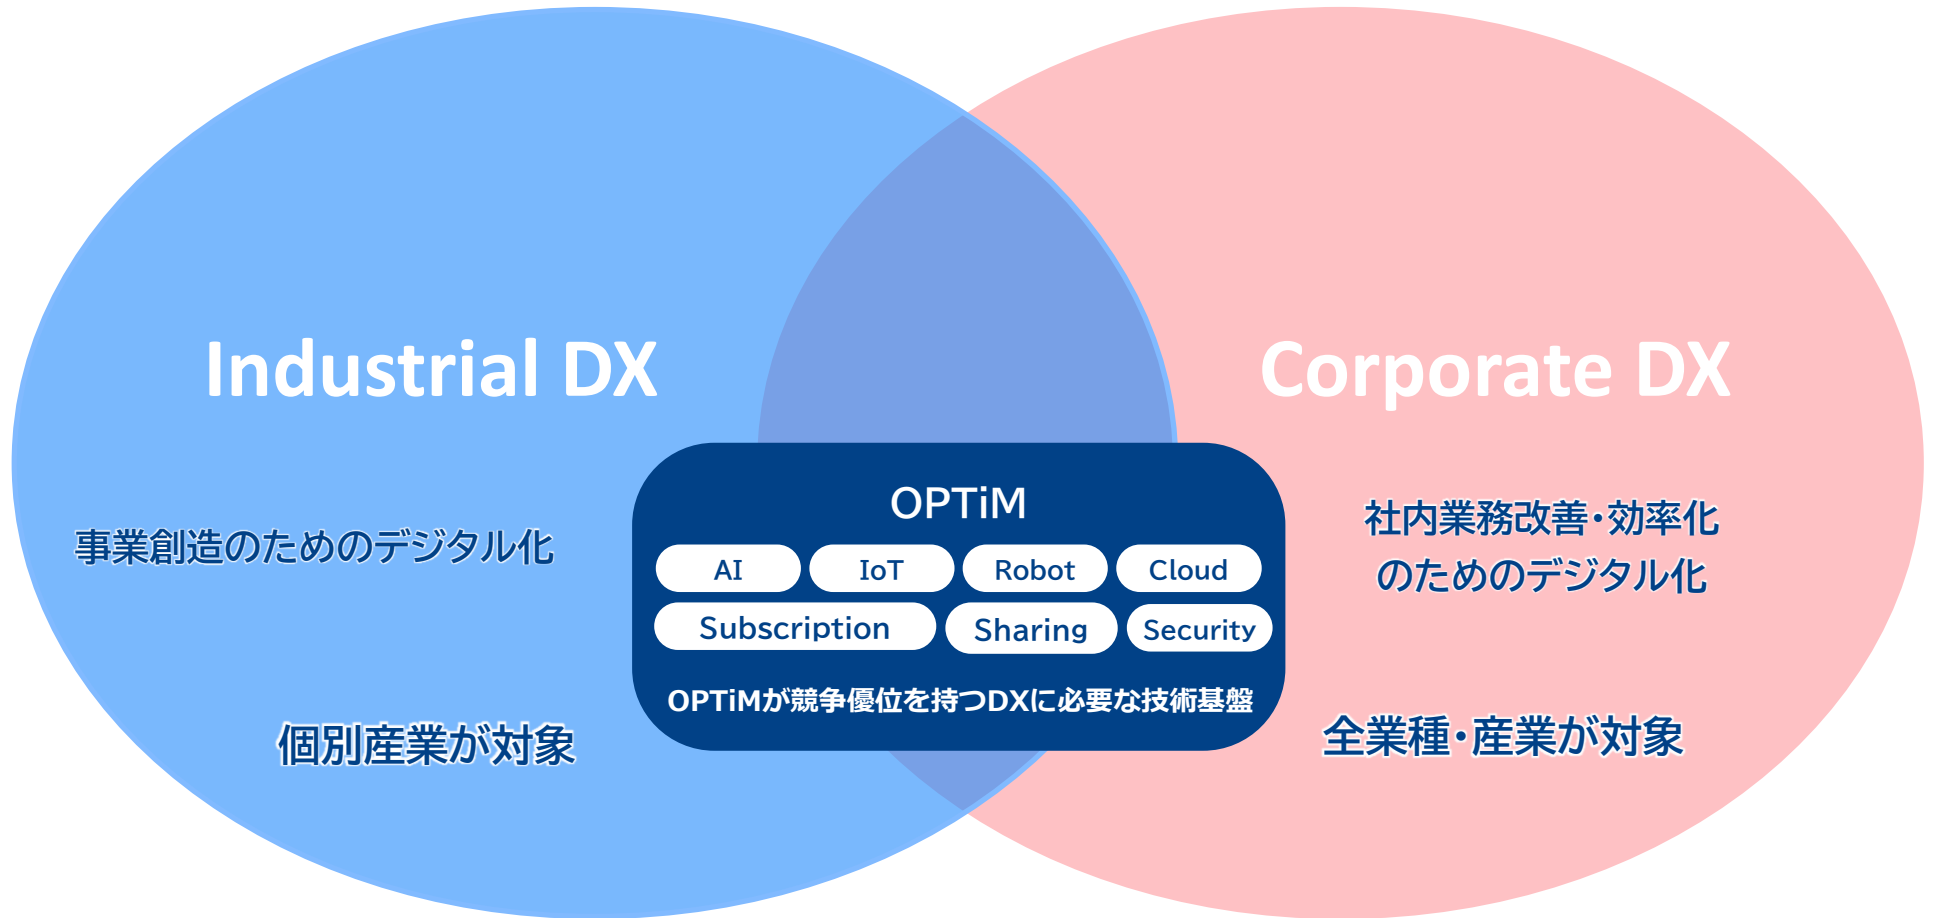 Industrial DX
事業創造のためのデジタル化
個別産業が対象
OPTiM
AI IoT Robot Cloud
Subscription Sharing Security
OPTiMが競争優位を持つDXに必要な技術基盤
Corporate DX
社内業務改善・効率化
のためのデジタル化
全業種・産業が対象